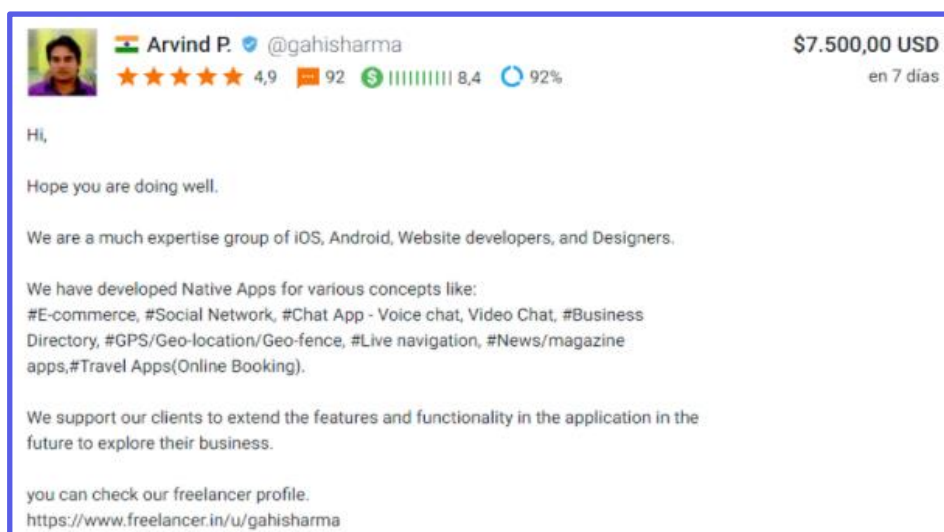 Arvind P. @gahisharma
$7.500,00 USD
4,9 92 8,4 92%
en 7 días
Hi,
Hope you are doing well.
We are a much expertise group of iOS, Android, Website developers, and Designers.
We have developed Native Apps for various concepts like:
#E-commerce, #Social Network, #Chat App - Voice chat, Video Chat, #Business
Directory, #GPS/Geo-location/Geo-fence, #Live navigation, #News/magazine
apps,#Travel Apps(Online Booking).
We support our clients to extend the features and functionality in the application in the
future to explore their business.
you can check our freelancer profile.
https://www.freelancer.in/u/gahisharma